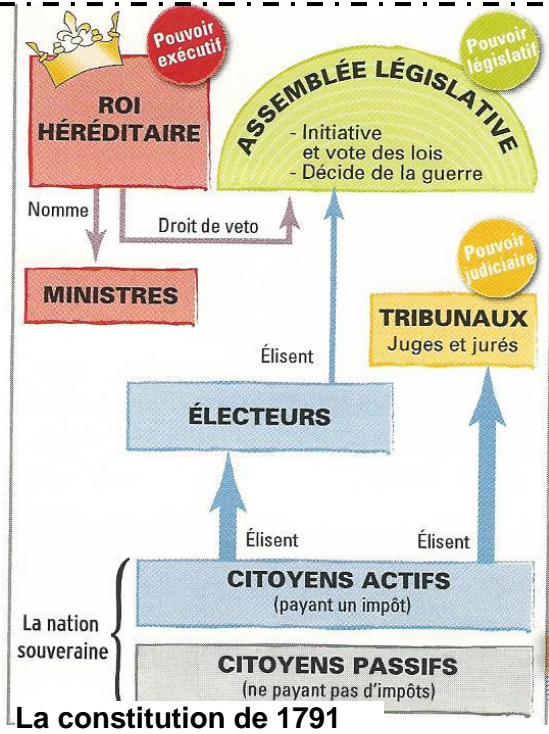 Pouvoir
exécutif
ROI
HÉRÉDITAIRE
Pouvoir
législatif
ASSEMBLÉE LÉGISLATIVE
- Initiative
et vote des lois
- Décide de la guerre
Nomme
Droit de veto
MINISTRES
Pouvoir
judiciaire
TRIBUNAUX
Juges et jurés
Élisent
ÉLECTEURS
Élisent
Élisent
CITOYENS ACTIFS
(payant un impôt)
La nation
souveraine
CITOYENS PASSIFS
(ne payant pas d'impôts)
La constitution de 1791